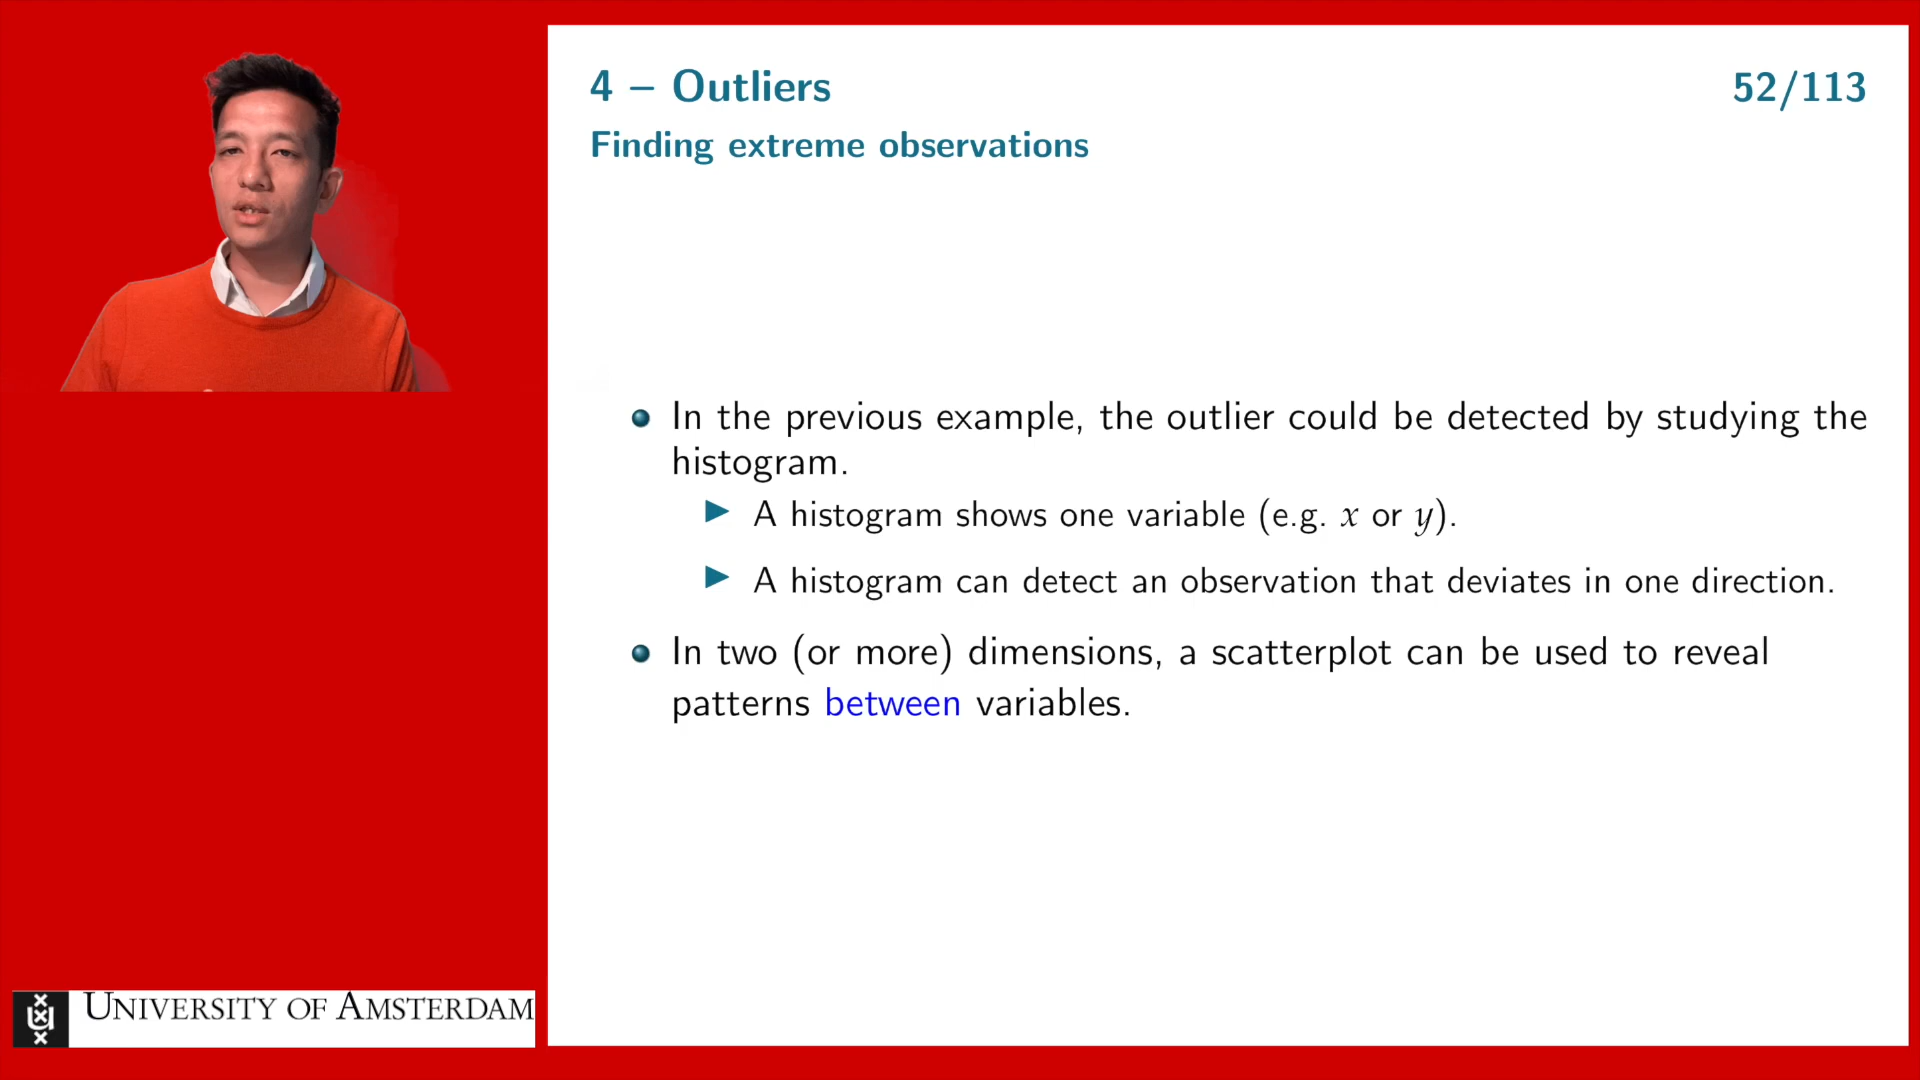 4 – Outliers
52/113
Finding extreme observations
In the previous example, the outlier could be detected by studying the
histogram.
A histogram shows one variable (e.g. x or y).
A histogram can detect an observation that deviates in one direction.
In two (or more) dimensions, a scatterplot can be used to reveal
patterns between variables.
UNIVERSITY OF AMSTERDAM